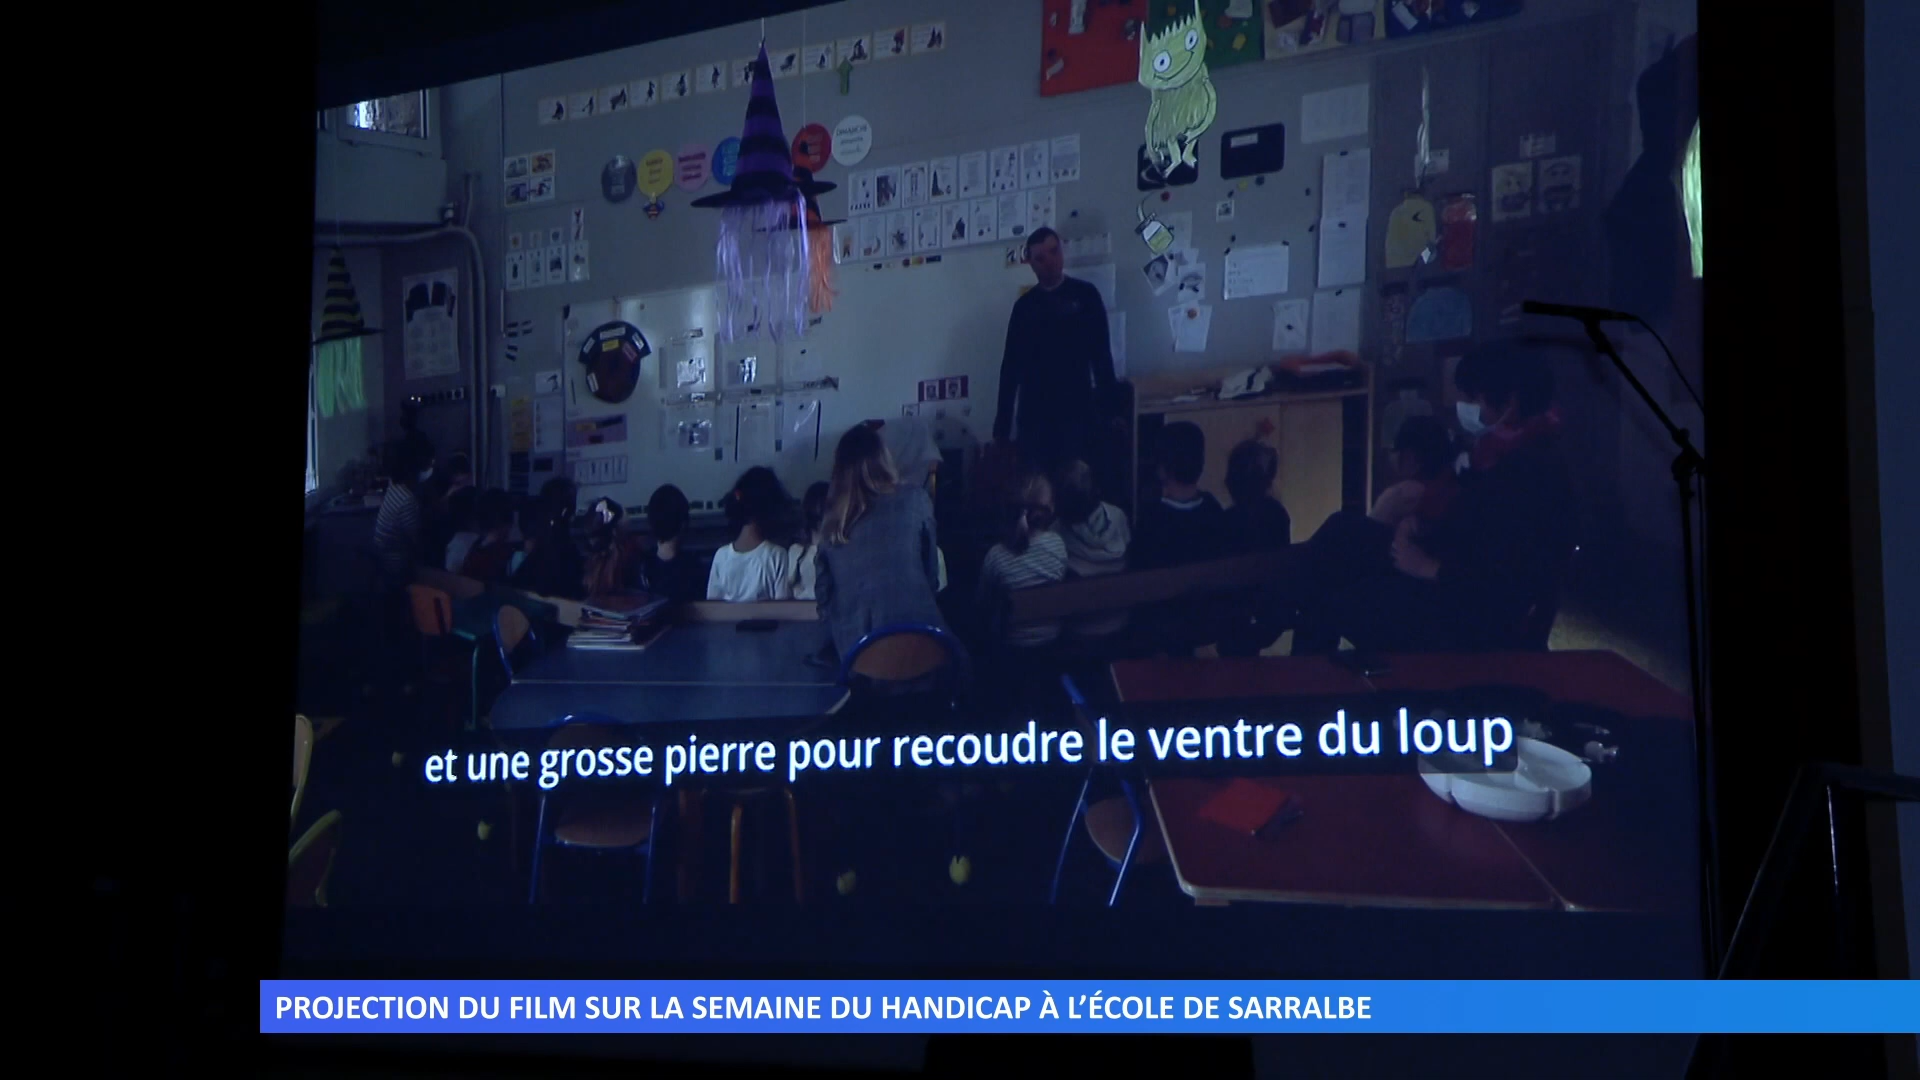 et une grosse pierre pour recoudre le ventre du loup
PROJECTION DU FILM SUR LA SEMAINE DU HANDICAP À L'ÉCOLE DE SARRALBE